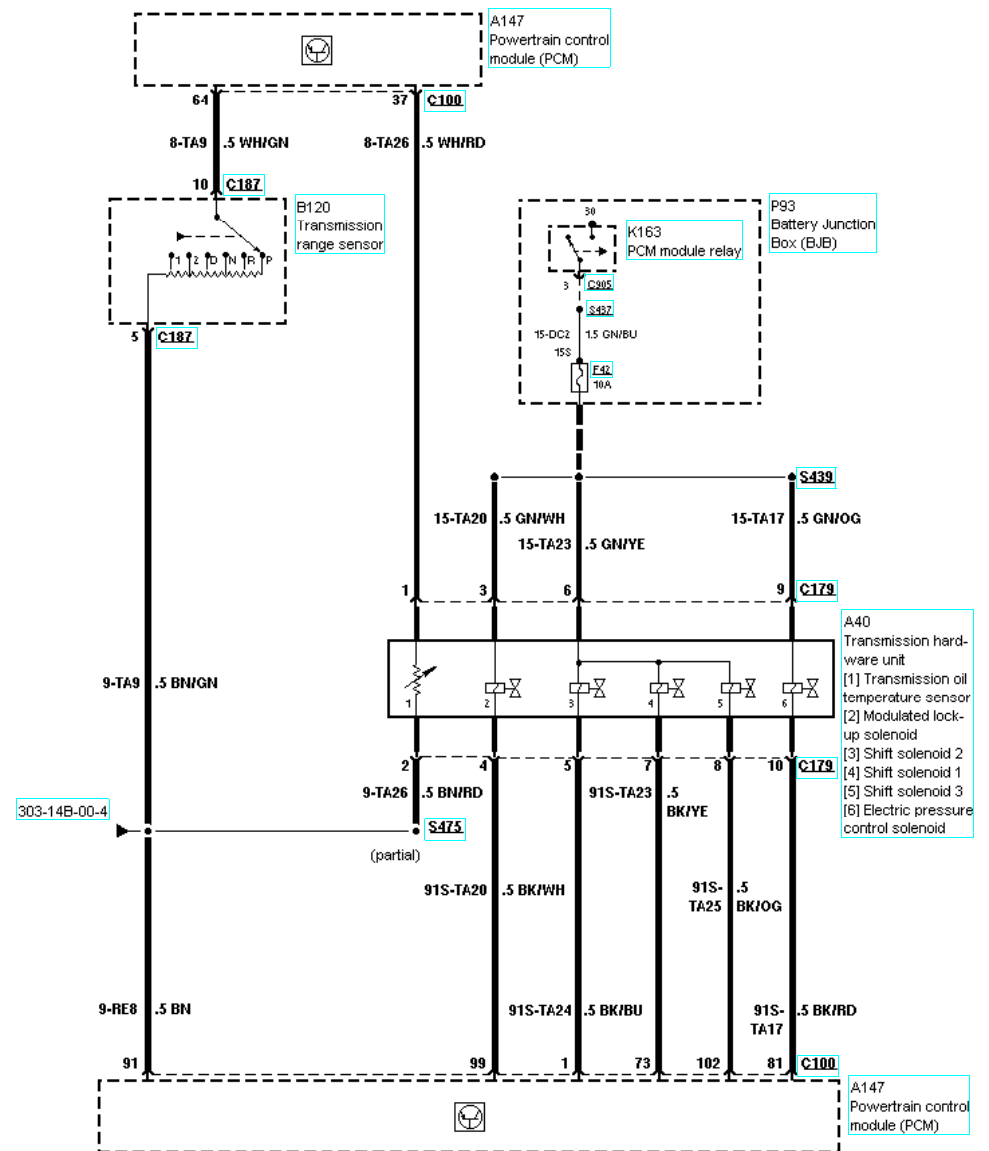 A147
Powertrain control
module (PCM)
64
37
C100
8-TA9
.5 WH/GN
8-TA26
.5 WH/RD
10
C187
B120
Transmission
range sensor
1 2 D N R P
5
C187
P93
Battery Junction
Box (BJB)
30
K163
PCM module relay
3
C905
S437
15-DC2
1.5 GN/BU
15S
F42
10A
S439
15-TA20
.5 GN/WH
15-TA17
.5 GN/OG
15-TA23
.5 GN/YE
1
3
6
9
C179
A40
Transmission hard-
ware unit
[1] Transmission oil
temperature sensor
[2] Modulated lock-
up solenoid
[3] Shift solenoid 2
[4] Shift solenoid 1
[5] Shift solenoid 3
[6] Electric pressure
control solenoid
9-TA9
.5 BN/GN
1
2
3
4
5
6
2
4
5
7
8
10
C179
9-TA26
.5 BN/RD
91S-TA23
.5
BK/YE
303-14B-00-4
S475
(partial)
91S-TA20
.5 BK/WH
91S-
TA25
.5
BK/OG
9-RE8
.5 BN
91S-TA24
.5 BK/BU
91S-
TA17
.5 BK/RD
91
99
1
73
102
81
C100
A147
Powertrain control
module (PCM)